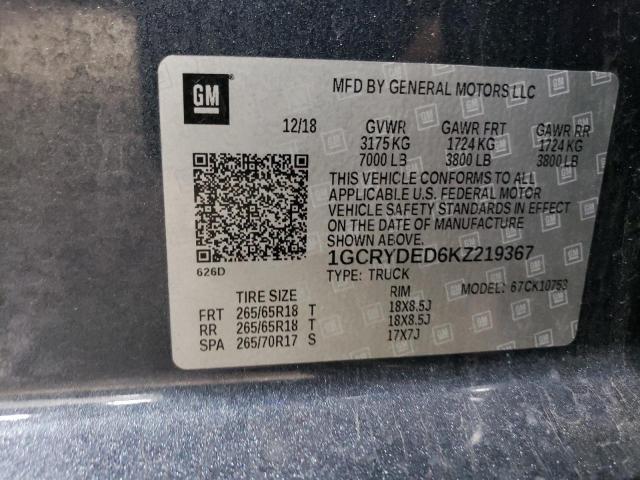 GM
MFD BY GENERAL MOTORS LLC
12/18 GVWR GAWR FRT GAWR RR
3175 KG 1724 KG 1724 KG
7000 LB 3800 LB 3800 LB
THIS VEHICLE CONFORMS TO ALL
APPLICABLE U.S. FEDERAL MOTOR
VEHICLE SAFETY STANDARDS IN EFFECT
ON THE DATE OF MANUFACTURE
SHOWN ABOVE.
1GCRYDED6KZ219367
626D
TYPE: TRUCK MODEL: 67CK10753
TIRE SIZE RIM
FRT 265/65R18 T 18X8.5J
RR 265/65R18 T 18X8.5J
SPA 265/70R17 S 17X7J